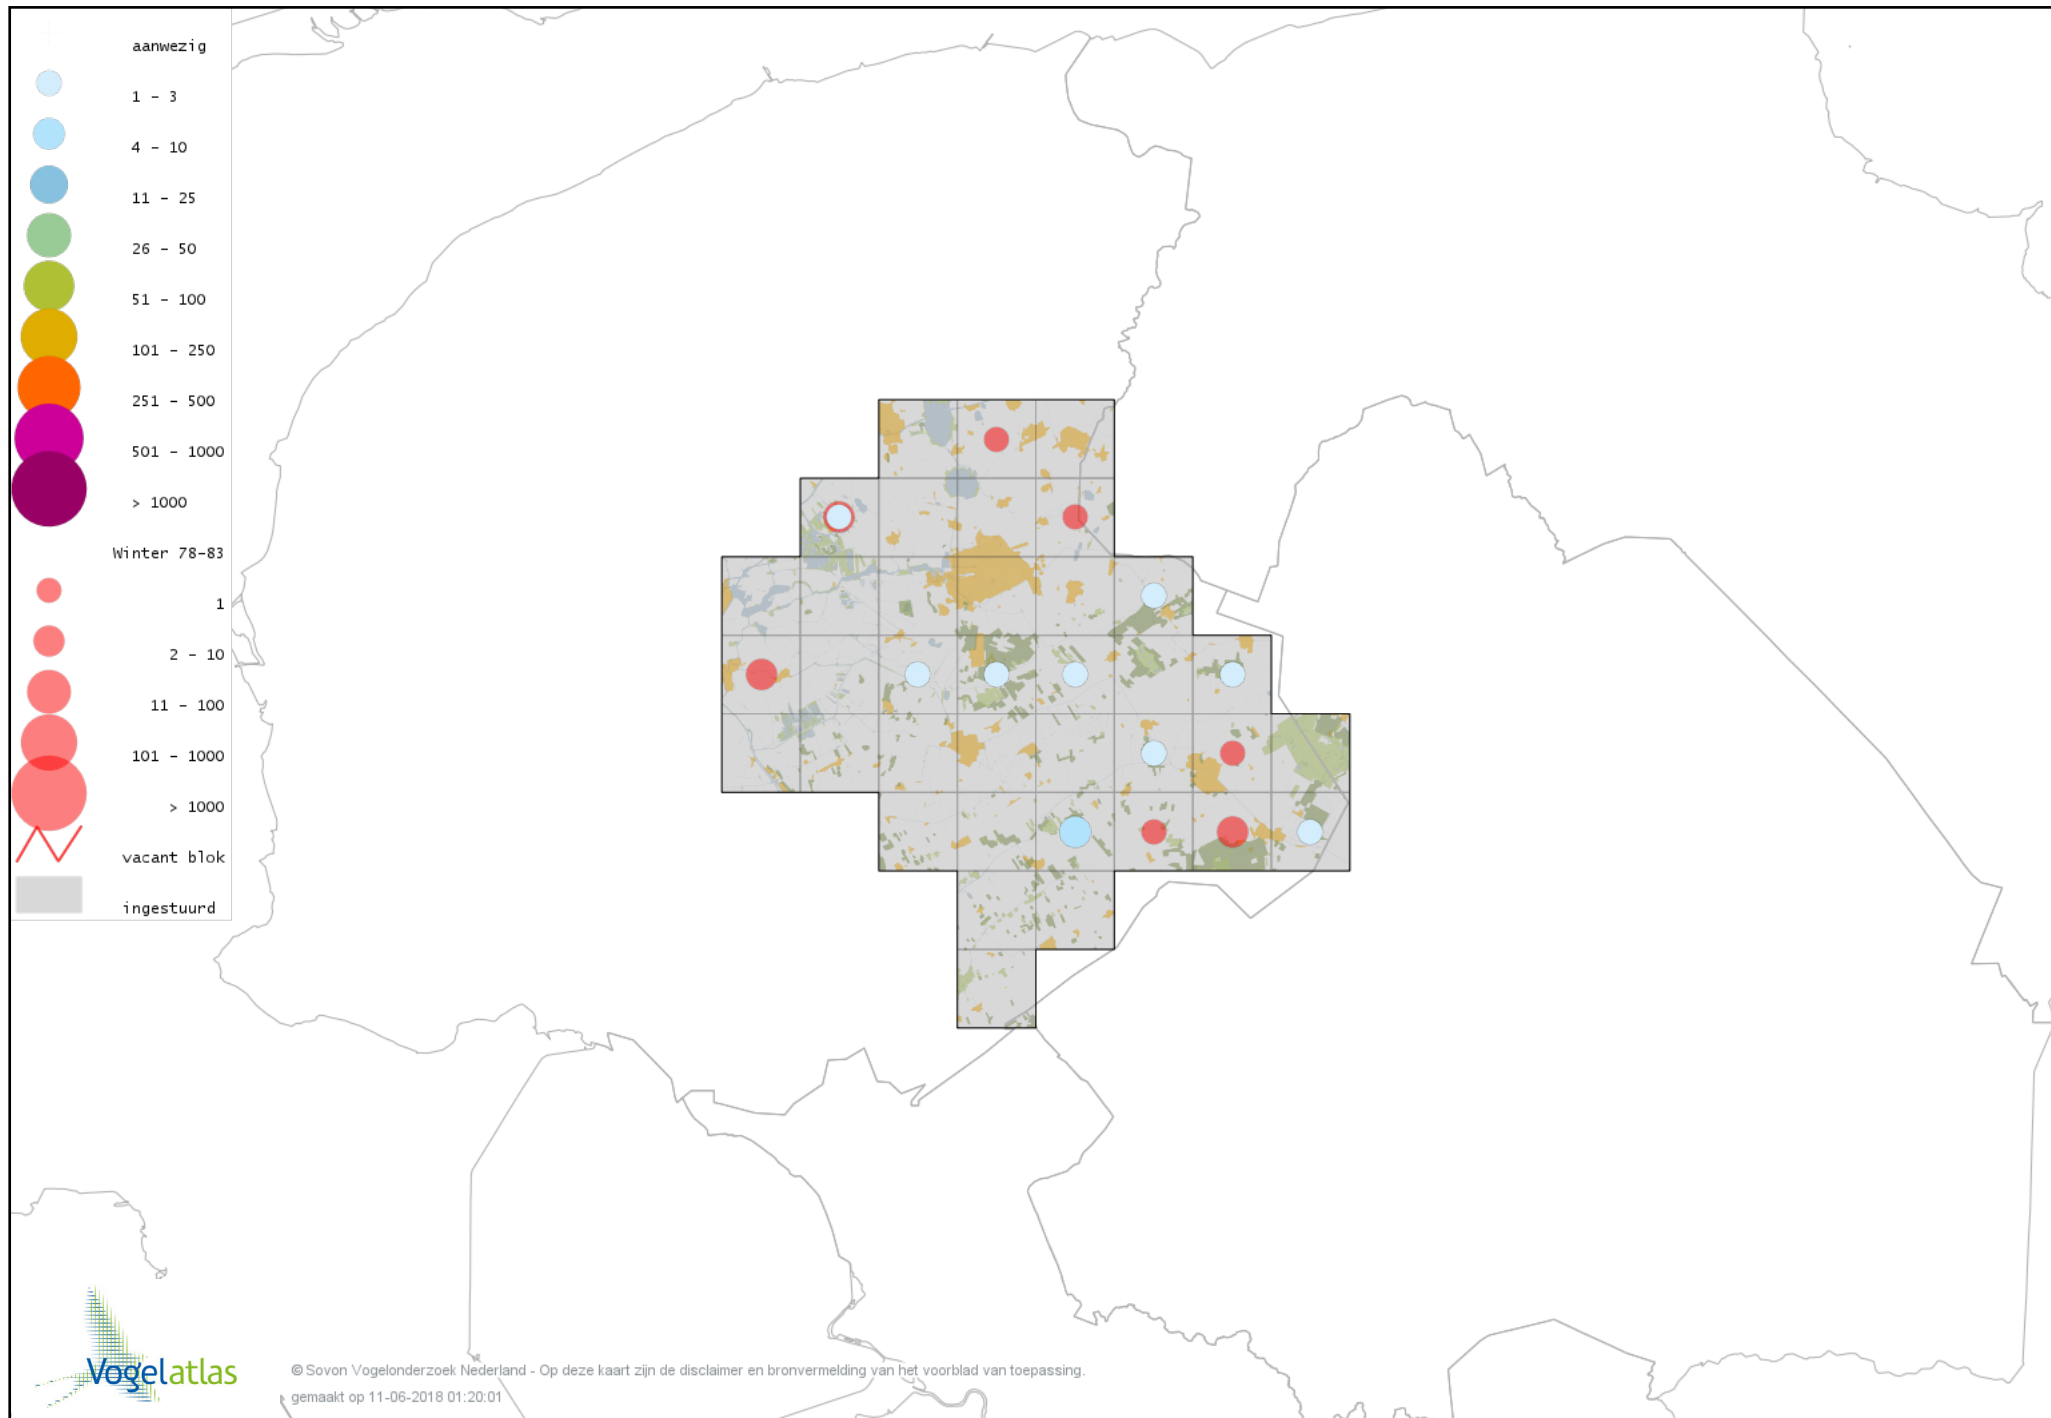 aanwezig
1 - 3
4 - 10
11 - 25
26 - 50
51 - 100
101 - 250
251 - 500
501 - 1000
> 1000
Winter 78-83
1
2 - 10
11 - 100
101 - 1000
> 1000
vacant blok
ingestuurd
Vogelatlas
© Sovon Vogelonderzoek Nederland - Op deze kaart zijn de disclaimer en bronvermelding van het voorblad van toepassing.
gemaakt op 11-06-2018 01:20:01